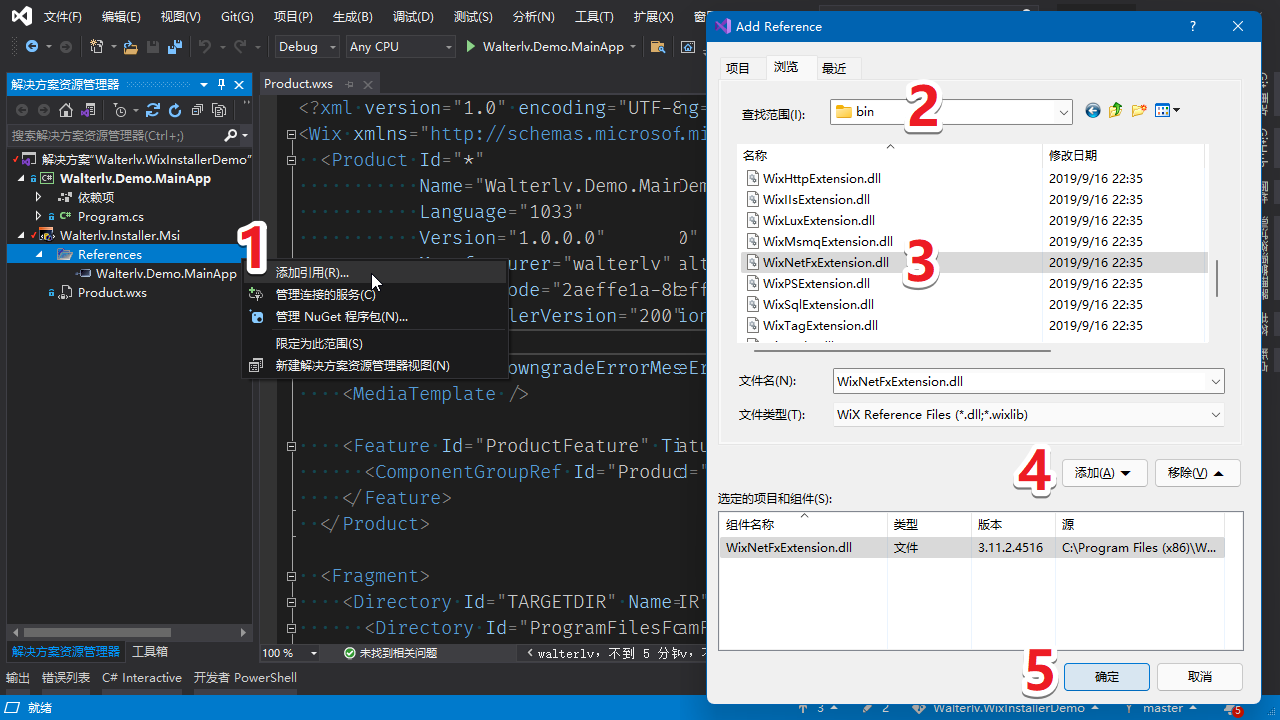 文件(F) 编辑(E) 视图(V) Git(G) 项目(P) 生成(B) 调试(D) 测试(S) 分析(N) 工具(T) 扩展(X)
Debug Any CPU Walterlv.Demo.MainApp
解决方案资源管理器
搜索解决方案资源管理器(Ctrl+;)
解决方案"Walterlv.WixInstallerDemo"
Walterlv.Demo.MainApp
依赖项
Program.cs
Walterlv.Installer.Msi
References
Walterlv.Demo.MainApp
Product.wxs
1
添加引用(R)...
管理连接的服务(C)
管理 NuGet 程序包(N)...
限定为此范围(S)
新建解决方案资源管理器视图(N)
Product.wxs
<?xml version="1.0" encoding="UTF-8
<Wix xmlns="http://schemas.microsof
<Product Id="*"
Name="Walterlv.Demo.Mai
Language="1033"
Version="1.0.0.0"
urer="walterlv"
ode="2aeffe1a-8b
lerVersion="200"
owngradeErrorMes
<MediaTemplate />
<Feature Id="ProductFeature" Ti
<ComponentGroupRef Id="Produc
</Feature>
</Product>
<Fragment>
<Directory Id="TARGETDIR" Name=
<Directory Id="ProgramFilesFo
100 % 未找到相关问题 walterlv，不到 5 分钟
解决方案资源管理器 工具箱
输出 错误列表 C# Interactive 开发者 PowerShell
就绪 3 2 Walterlv.WixInstallerDemo master 5
Add Reference
项目 浏览 最近
查找范围(I): bin
2
名称 修改日期
WixHttpExtension.dll 2019/9/16 22:35
WixIIsExtension.dll 2019/9/16 22:35
WixLuxExtension.dll 2019/9/16 22:35
WixMsmqExtension.dll 2019/9/16 22:35
WixNetFxExtension.dll 2019/9/16 22:35
3
WixPSExtension.dll 2019/9/16 22:35
WixSqlExtension.dll 2019/9/16 22:35
WixTagExtension.dll 2019/9/16 22:35
文件名(N): WixNetFxExtension.dll
文件类型(T): WiX Reference Files (*.dll;*.wixlib)
4
添加(A) 移除(V)
选定的项目和组件(S):
组件名称 类型 版本 源
WixNetFxExtension.dll 文件 3.11.2.4516 C:\Program Files (x86)\W...
5
确定 取消